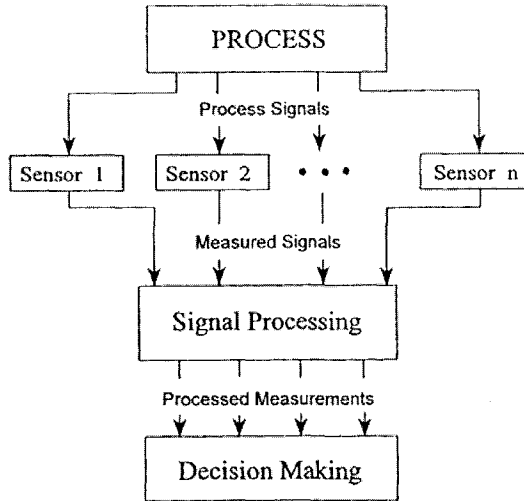 PROCESS
Process Signals
Sensor 1
Sensor 2
• • •
Sensor n
Measured Signals
Signal Processing
Processed Measurements
Decision Making